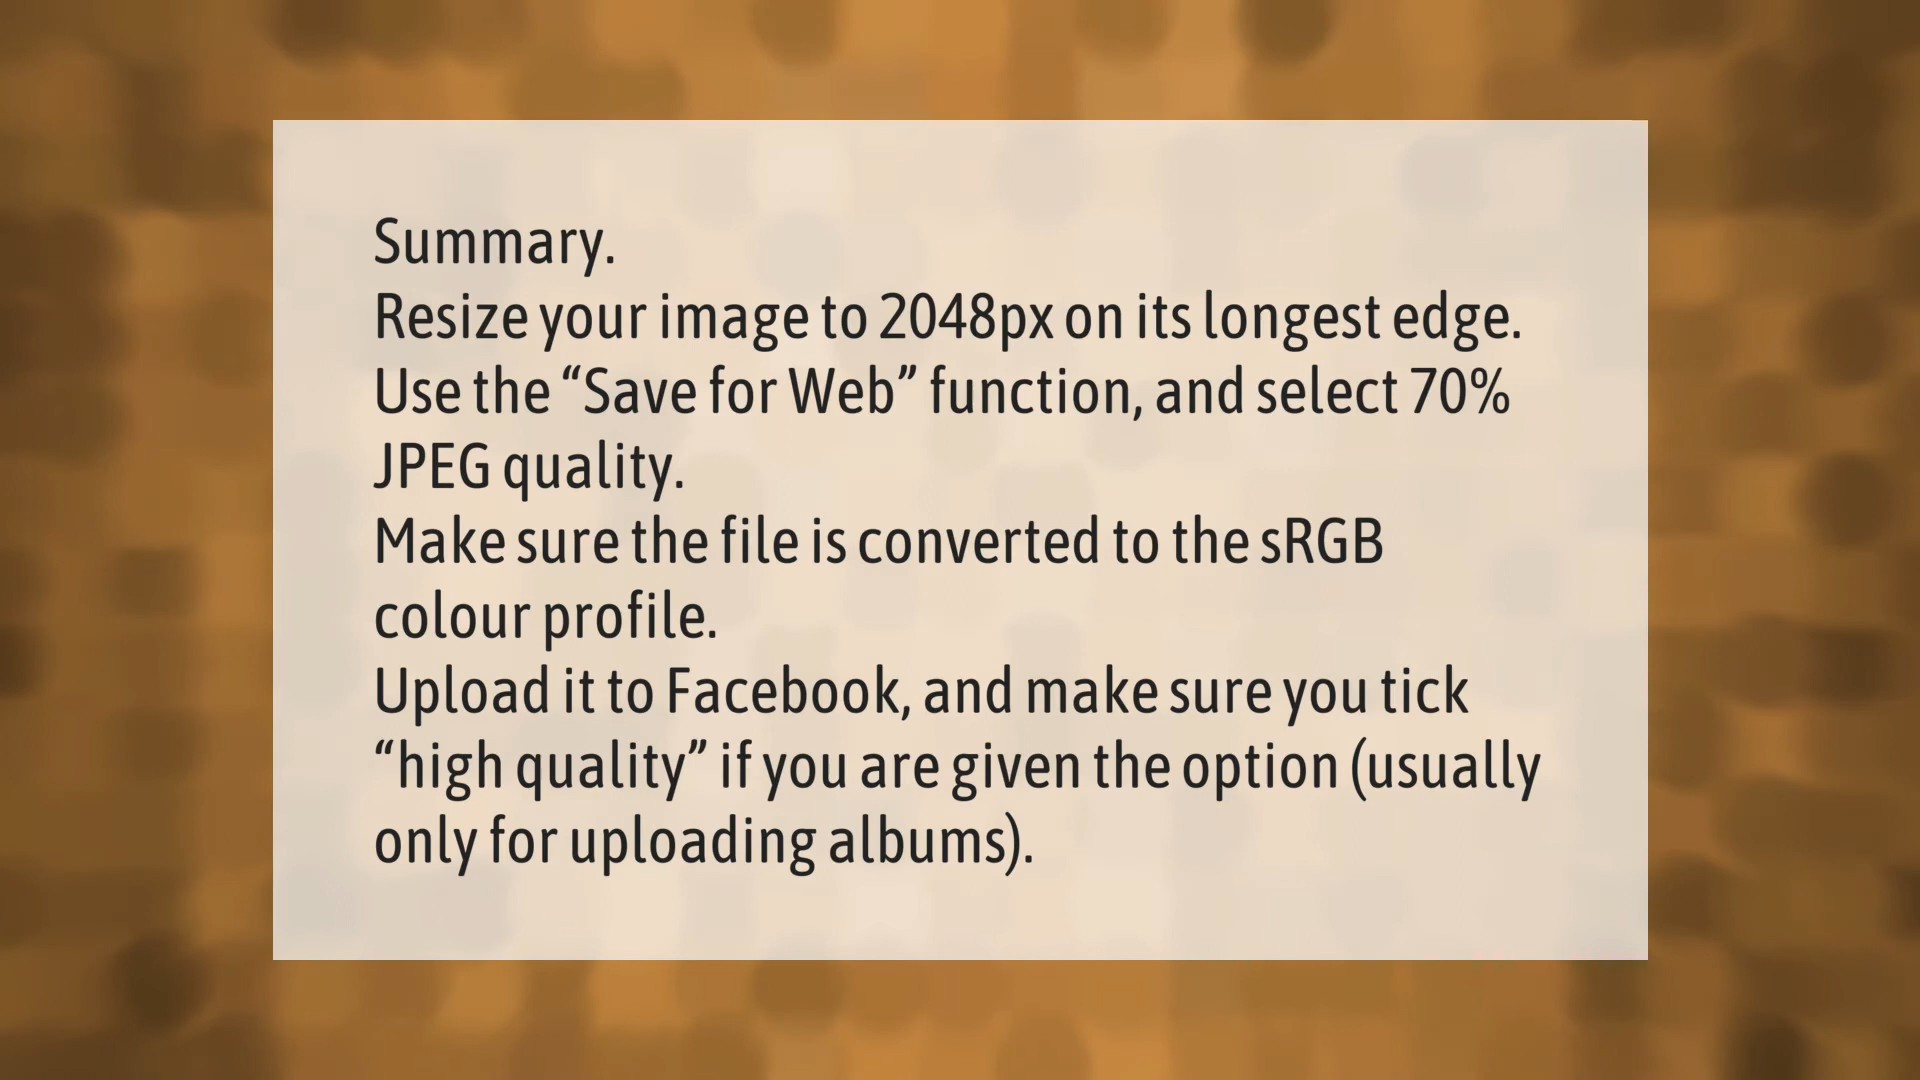 Summary.
Resize your image to 2048px on its longest edge.
Use the “Save for Web” function, and select 70%
JPEG quality.
Make sure the file is converted to the sRGB
colour profile.
Upload it to Facebook, and make sure you tick
“high quality” if you are given the option (usually
only for uploading albums).